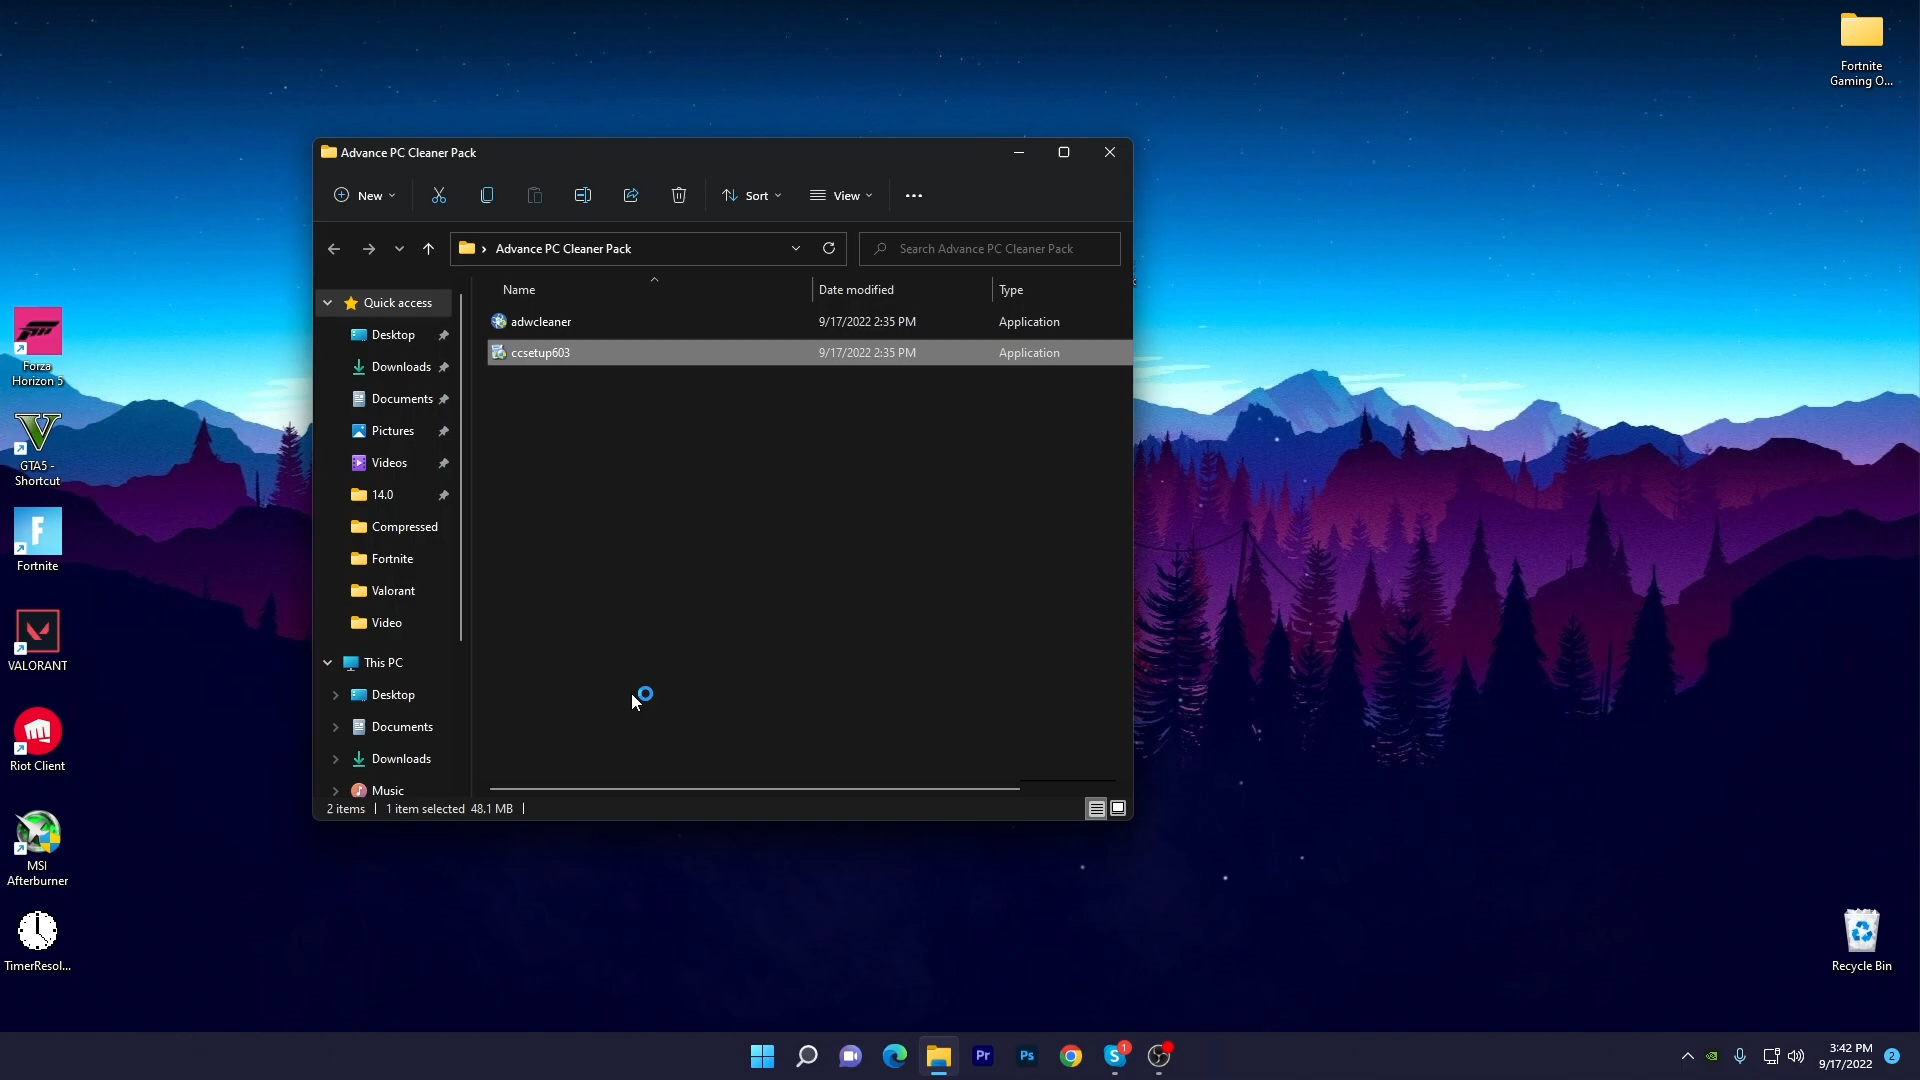 Fortnite
Gaming O...
Advance PC Cleaner Pack
New
Sort
View
Advance PC Cleaner Pack
Search Advance PC Cleaner Pack
Name
Date modified
Type
Quick access
adwcleaner
9/17/2022 2:35 PM
Application
Desktop
ccsetup603
9/17/2022 2:35 PM
Application
Downloads
Documents
Pictures
Videos
14.0
Compressed
Fortnite
Valorant
Video
This PC
Desktop
Documents
Downloads
Music
2 items
1 item selected 48.1 MB
Forza
Horizon 5
GTA5 -
Shortcut
Fortnite
VALORANT
Riot Client
MSI
Afterburner
TimerResol...
Recycle Bin
Pr
Ps
S
1
3:42 PM
9/17/2022
2